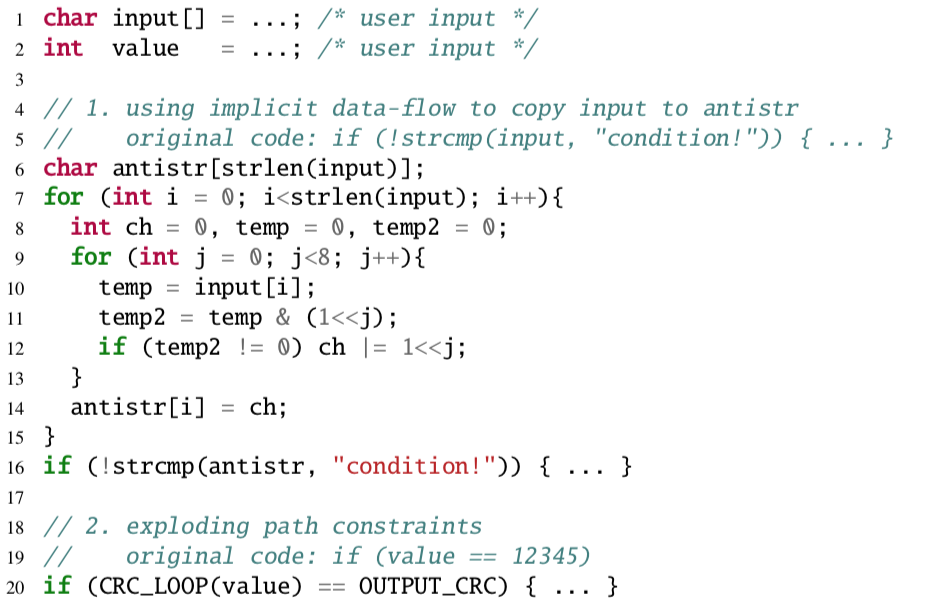 1 char input[] = ...; /* user input */
2 int  value   = ...; /* user input */
3
4 // 1. using implicit data-flow to copy input to antistr
5 //    original code: if (!strcmp(input, "condition!")) { ... }
6 char antistr[strlen(input)];
7 for (int i = 0; i<strlen(input); i++){
8   int ch = 0, temp = 0, temp2 = 0;
9   for (int j = 0; j<8; j++){
10     temp = input[i];
11     temp2 = temp & (1<<j);
12     if (temp2 != 0) ch |= 1<<j;
13   }
14   antistr[i] = ch;
15 }
16 if (!strcmp(antistr, "condition!")) { ... }
17
18 // 2. exploding path constraints
19 //    original code: if (value == 12345)
20 if (CRC_LOOP(value) == OUTPUT_CRC) { ... }